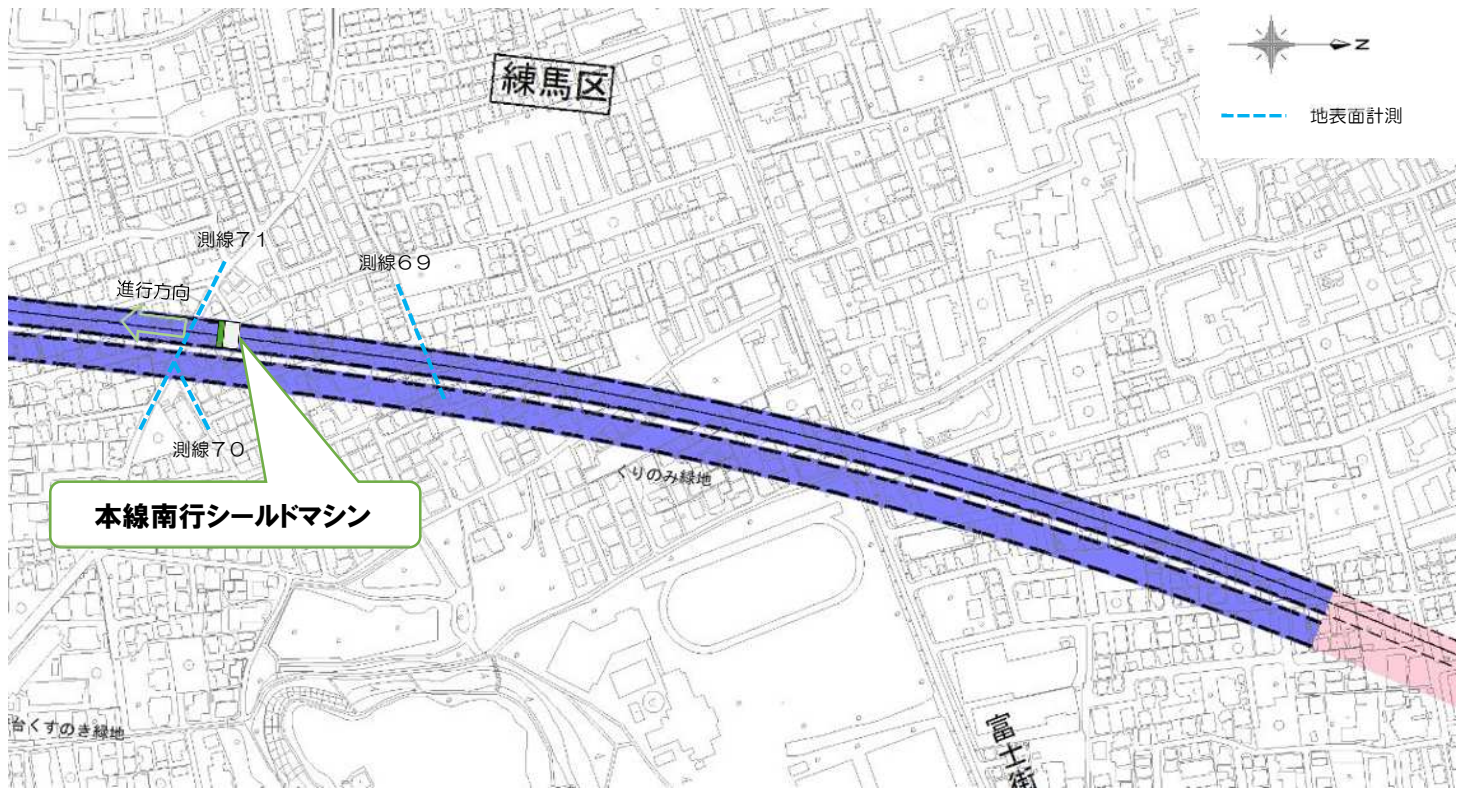 練馬区
N
地表面計測
測線71
測線69
進行方向
測線70
くりのみ緑地
本線南行シールドマシン
台くすのき緑地
富士街